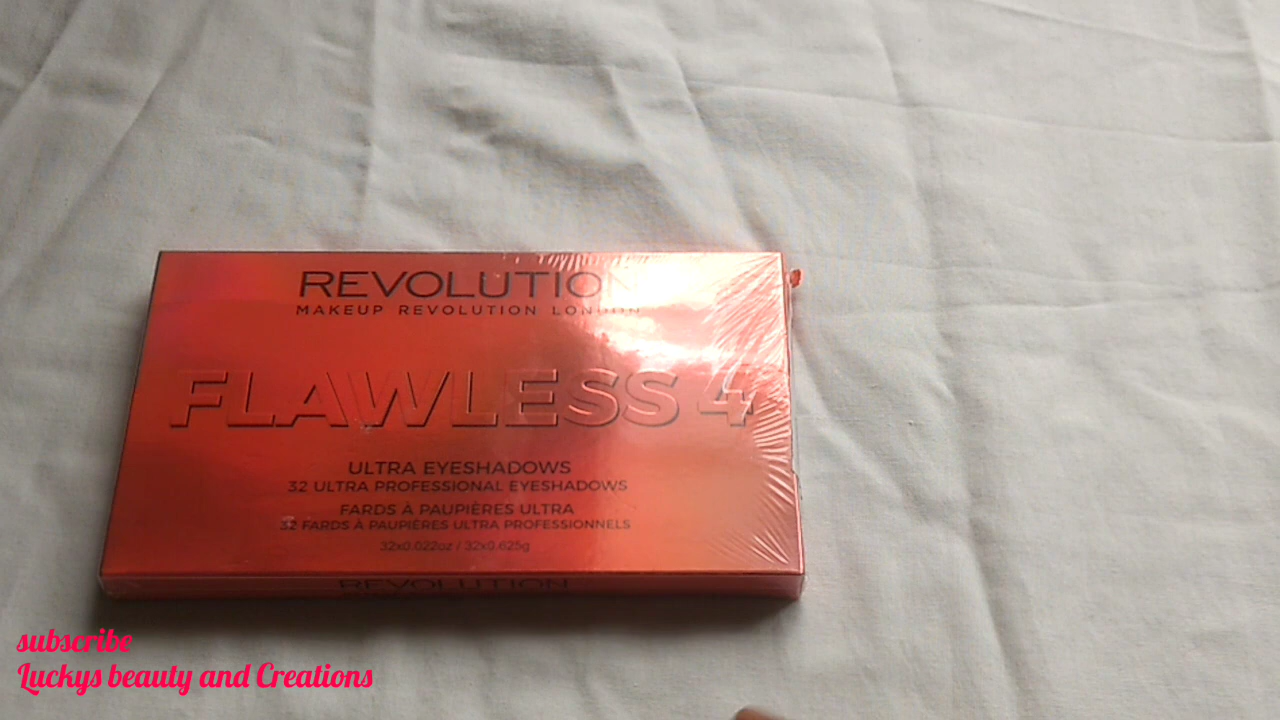 REVOLUTION
MAKEUP REVOLUTION LONDON
FLAWLESS 4
ULTRA EYESHADOWS
32 ULTRA PROFESSIONAL EYESHADOWS
FARDS À PAUPIÈRES ULTRA
32 FARDS À PAUPIÈRES ULTRA PROFESSIONNELS
32x0.022oz / 32x0.625g
REVOLUTION
subscribe
Luckys beauty and Creations